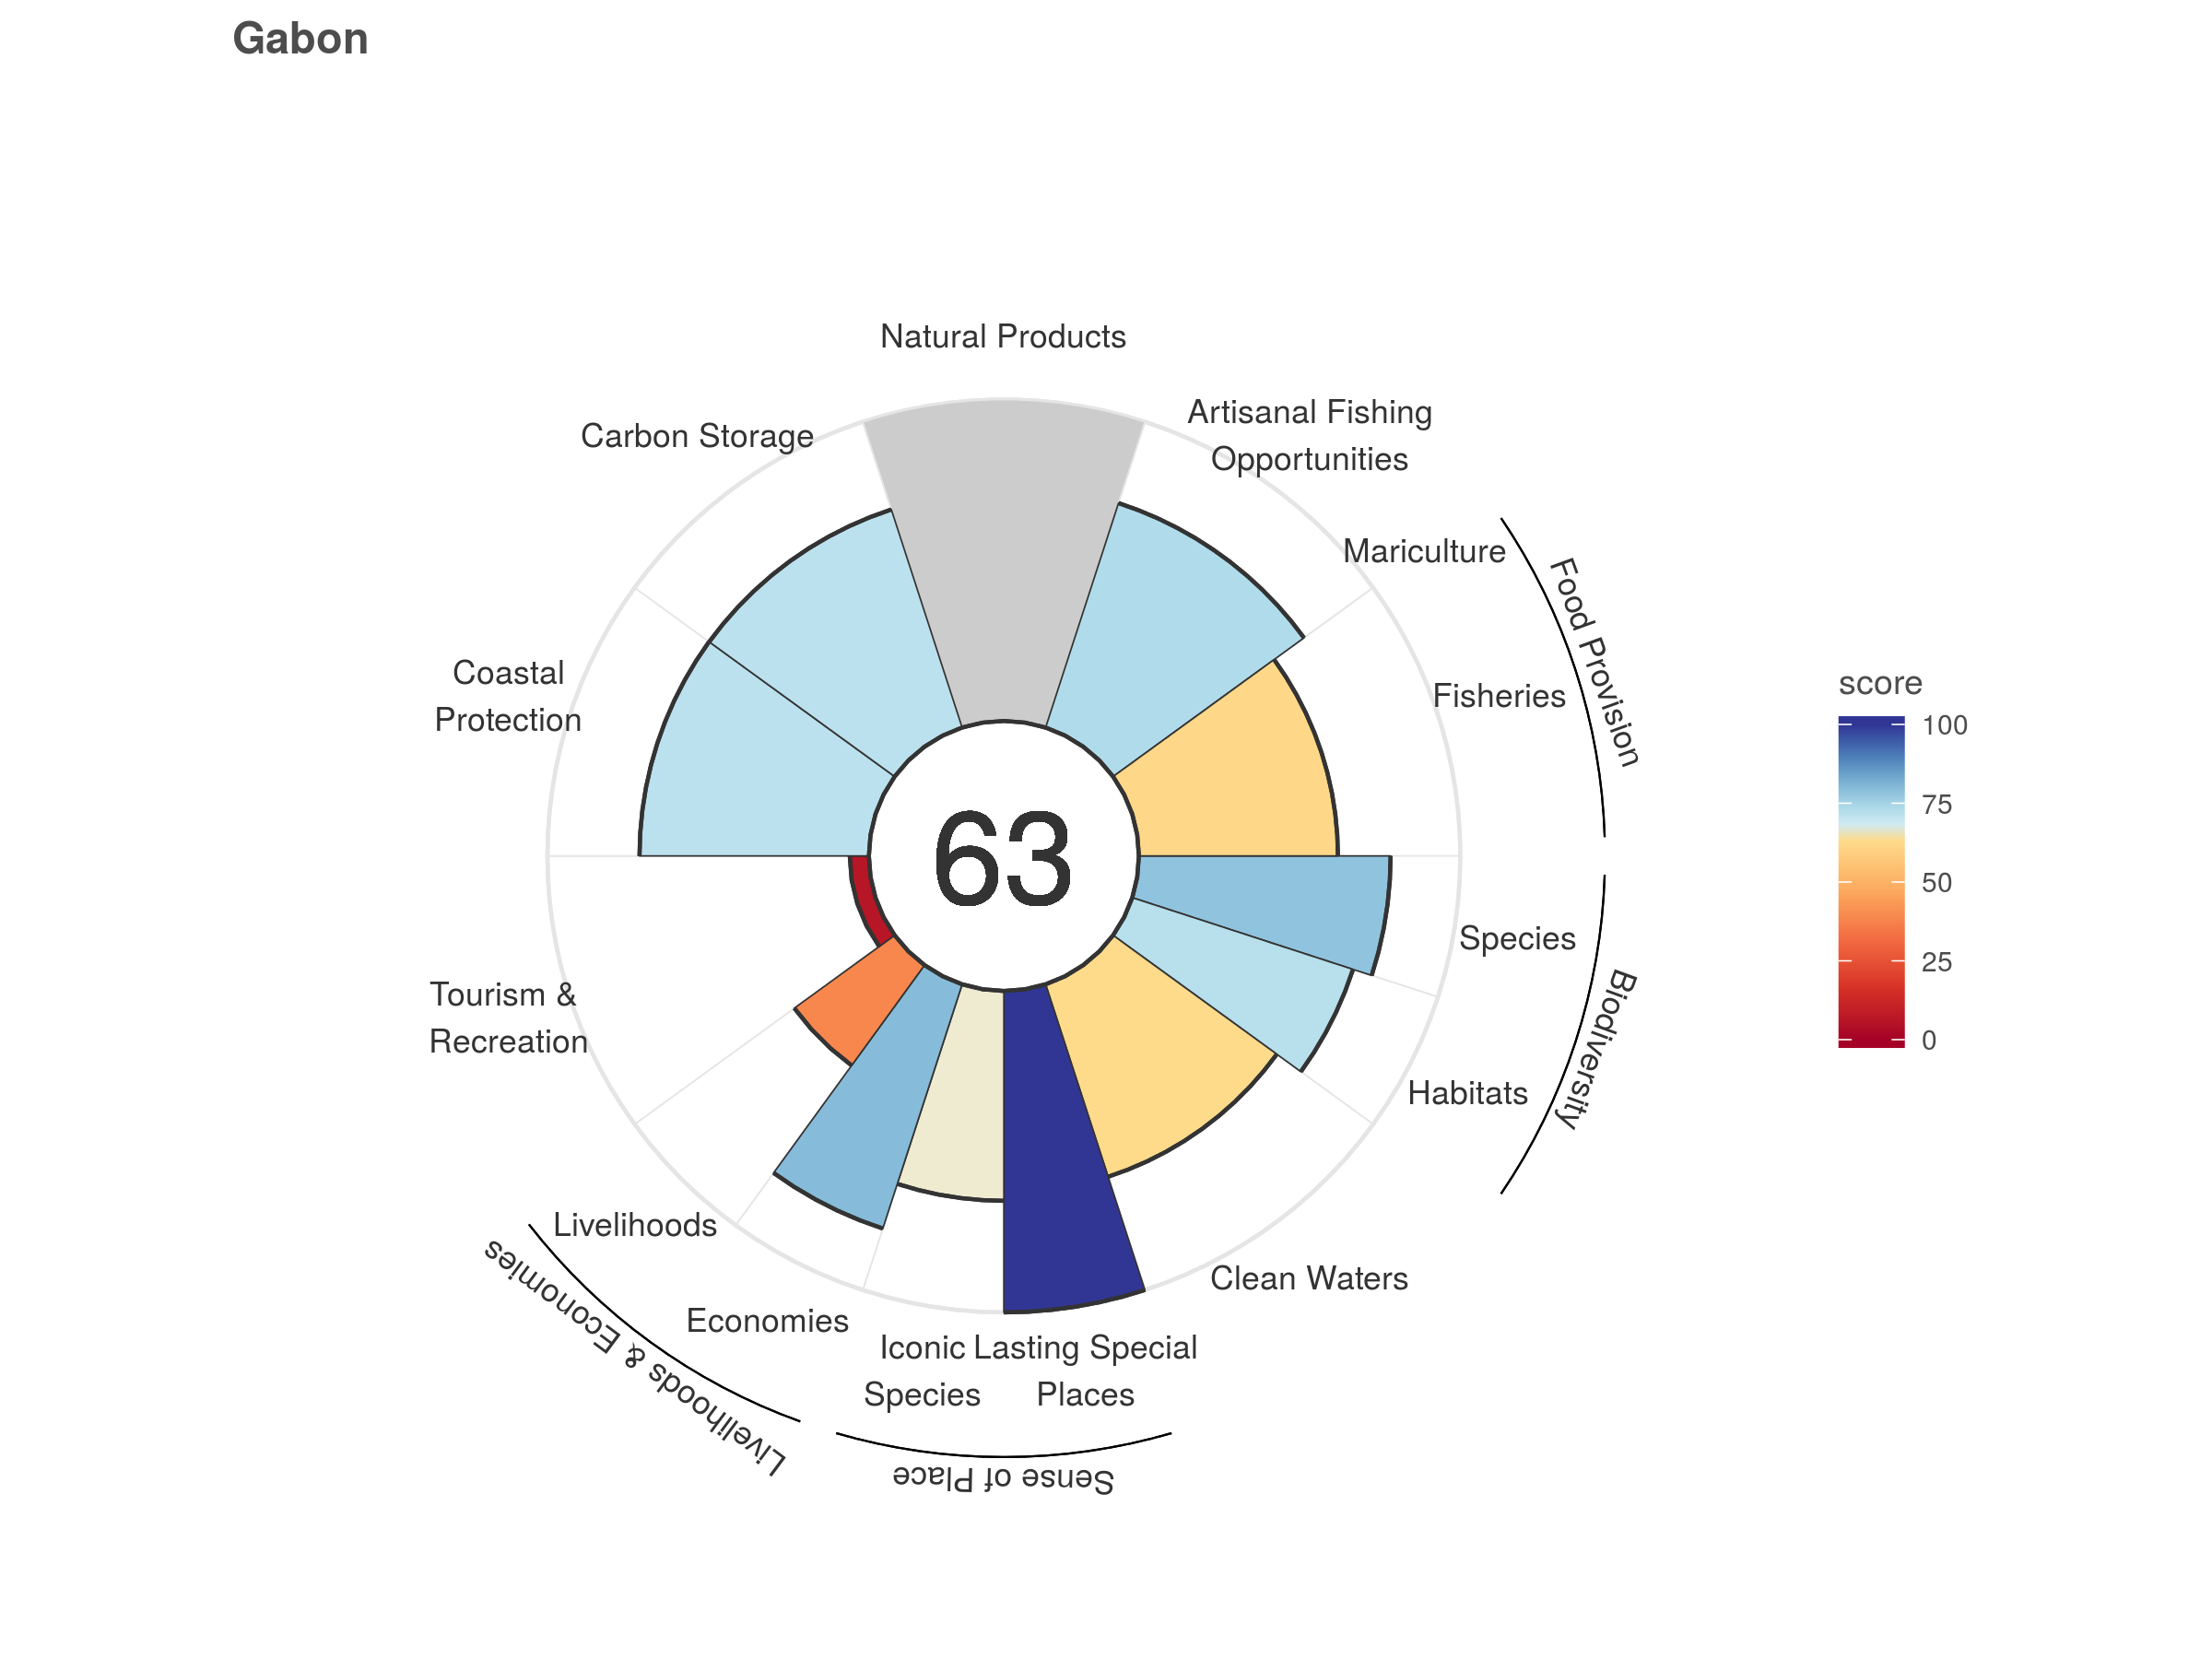 Gabon
Natural Products
Artisanal Fishing
Opportunities
Carbon Storage
Mariculture
Food Provision
Fisheries
Coastal
Protection
score
100
75
50
25
0
63
Species
Biodiversity
Habitats
Tourism &
Recreation
Livelihoods
Livelihoods & Economies
Economies
Clean Waters
Iconic
Species
Lasting Special
Places
Sense of Place